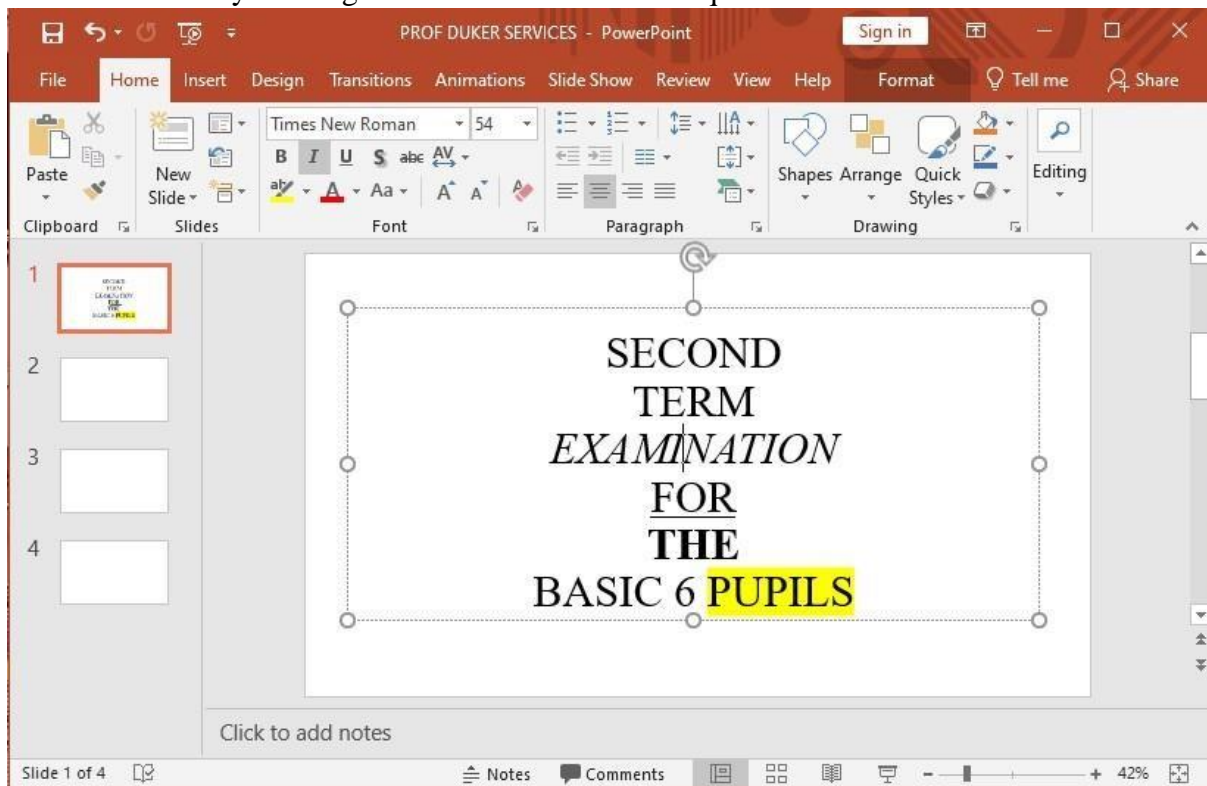 PROF DUKER SERVICES - PowerPoint Sign in
File Home Insert Design Transitions Animations Slide Show Review View Help Format Tell me Share
Times New Roman 54
B I U S abc AV
Paste New Slide Aa A A Shapes Arrange Quick Styles Editing
Clipboard Slides Font Paragraph Drawing
1
2
3
4
SECOND
TERM
EXAMINATION
FOR
THE
BASIC 6 PUPILS
Click to add notes
Slide 1 of 4 Notes Comments 42%